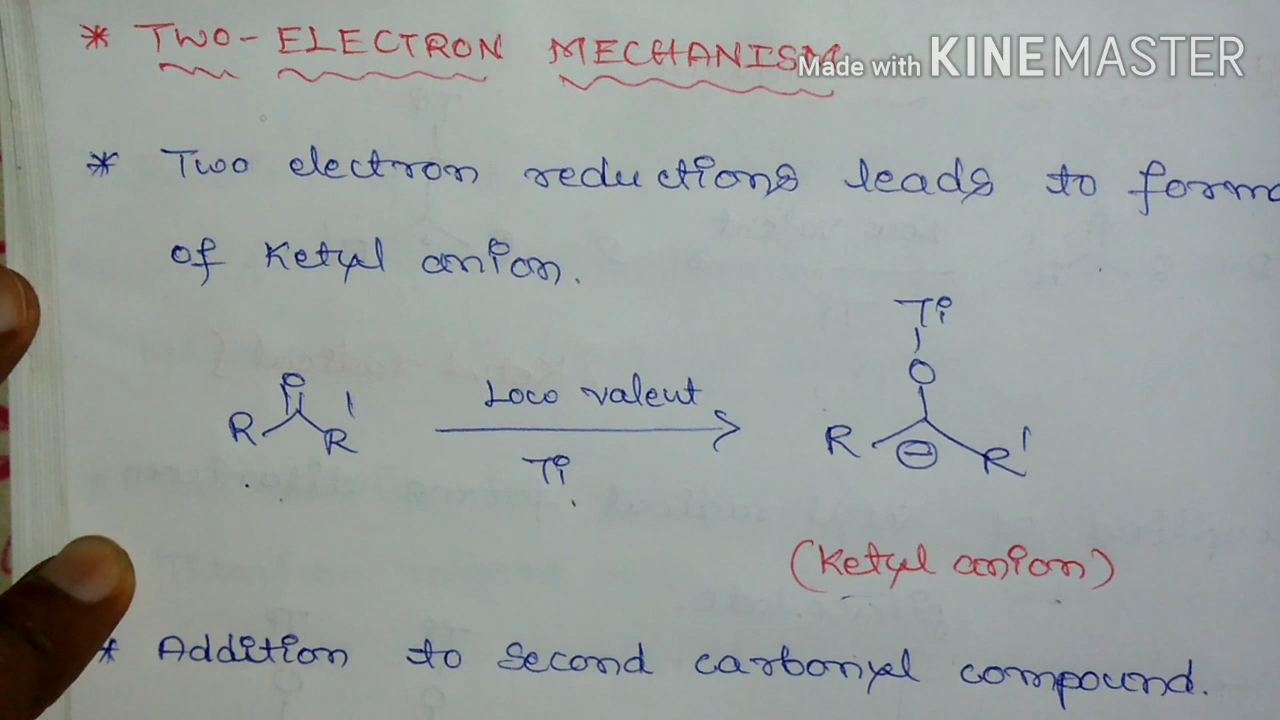 * TWO-ELECTRON MECHANISM
Made with KINEMASTER
* Two electron reductions leads to forma
of Ketyl anion.
Ti
O
R R' Loco valent R ⊖ R'
Ti
(Ketyl anion)
* Addition to second carbonyl compound.